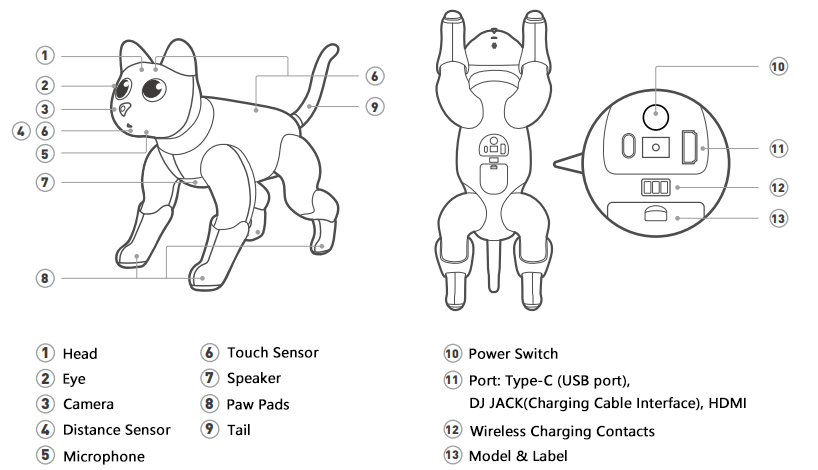 1
2
3
4 6
5
7
8
6
9
10
11
12
13
1 Head
2 Eye
3 Camera
4 Distance Sensor
5 Microphone
6 Touch Sensor
7 Speaker
8 Paw Pads
9 Tail
10 Power Switch
11 Port: Type-C (USB port),
DJ JACK(Charging Cable Interface), HDMI
12 Wireless Charging Contacts
13 Model & Label